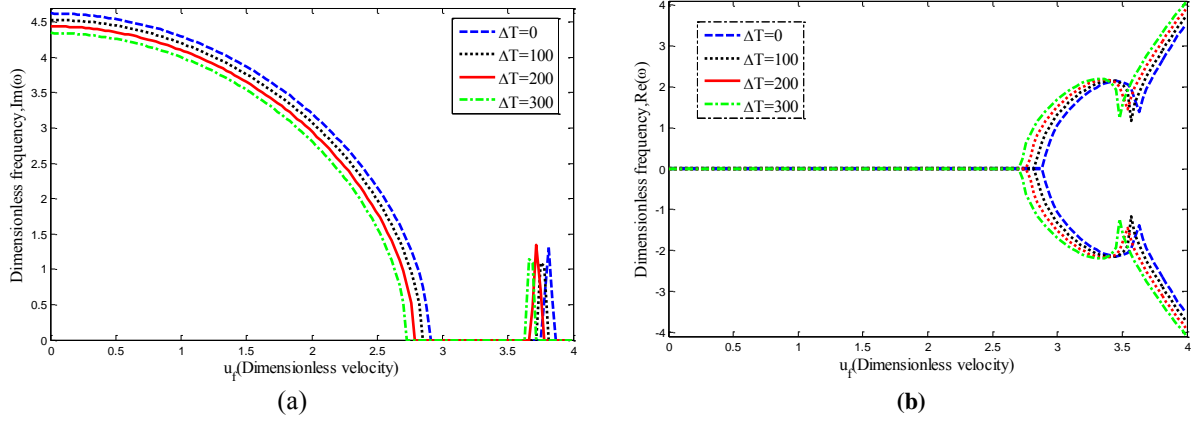 Dimensionless frequency,Im(ω)
4.5
4
3.5
3
2.5
2
1.5
1
0.5
0
0 0.5 1 1.5 2 2.5 3 3.5 4
u_f(Dimensionless velocity)
ΔT=0
ΔT=100
ΔT=200
ΔT=300
(a)
Dimensionless frequency,Re(ω)
4
3
2
1
0
-1
-2
-3
-4
0 0.5 1 1.5 2 2.5 3 3.5 4
u_f(Dimensionless velocity)
ΔT=0
ΔT=100
ΔT=200
ΔT=300
(b)